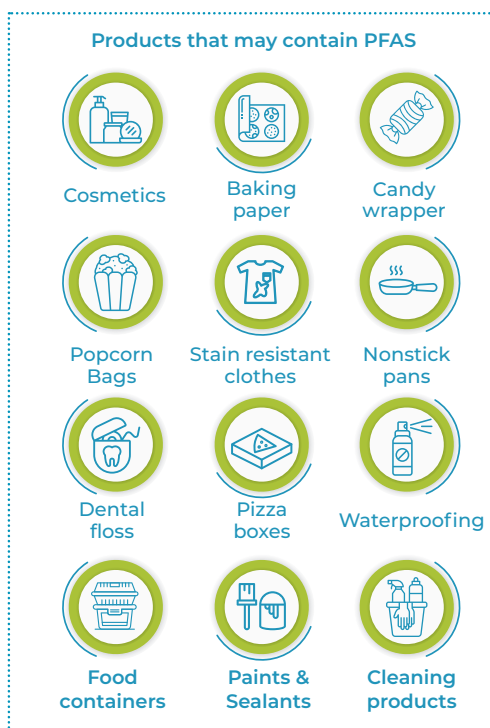 Products that may contain PFAS
Cosmetics
Baking
paper
Candy
wrapper
Popcorn
Bags
Stain resistant
clothes
Nonstick
pans
Dental
floss
Pizza
boxes
Waterproofing
Food
containers
Paints &
Sealants
Cleaning
products